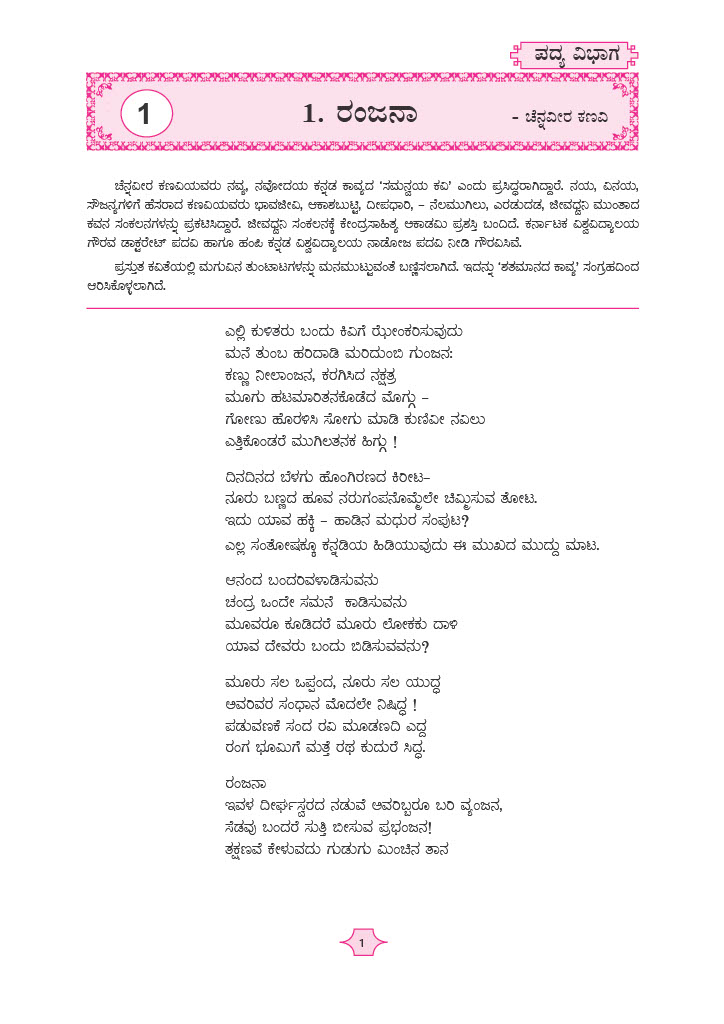 ಪದ್ಯ ವಿಭಾಗ
1
1. ರಂಜನಾ
- ಚೆನ್ನವೀರ ಕಣವಿ
ಚೆನ್ನವೀರ ಕಣವಿಯವರು ನವ್ಯ, ನವೋದಯ ಕನ್ನಡ ಕಾವ್ಯದ ‘ಸಮನ್ವಯ ಕವಿ’ ಎಂದು ಪ್ರಸಿದ್ಧರಾಗಿದ್ದಾರೆ. ನಯ, ವಿನಯ,
ಸೌಜನ್ಯಗಳಿಗೆ ಹೆಸರಾದ ಕಣವಿಯವರು ಭಾವಜೀವಿ, ಆಕಾಶಬುಟ್ಟಿ, ದೀಪಧಾರಿ, – ನೆಲಮುಗಿಲು, ಎರಡುದಡ, ಜೀವಧ್ವನಿ ಮುಂತಾದ
ಕವನ ಸಂಕಲನಗಳನ್ನು ಪ್ರಕಟಿಸಿದ್ದಾರೆ. ಜೀವಧ್ವನಿ ಸಂಕಲನಕ್ಕೆ ಕೇಂದ್ರಸಾಹಿತ್ಯ ಅಕಾಡಮಿ ಪ್ರಶಸ್ತಿ ಬಂದಿದೆ. ಕರ್ನಾಟಕ ವಿಶ್ವವಿದ್ಯಾಲಯ
ಗೌರವ ಡಾಕ್ಟರೇಟ್ ಪದವಿ ಹಾಗೂ ಹಂಪಿ ಕನ್ನಡ ವಿಶ್ವವಿದ್ಯಾಲಯ ನಾಡೋಜ ಪದವಿ ನೀಡಿ ಗೌರವಿಸಿವೆ.
ಪ್ರಸ್ತುತ ಕವಿತೆಯಲ್ಲಿ ಮಗುವಿನ ತುಂಟಾಟಗಳನ್ನು ಮನಮುಟ್ಟುವಂತೆ ಬಣ್ಣಿಸಲಾಗಿದೆ. ಇದನ್ನು ‘ಶತಮಾನದ ಕಾವ್ಯ’ ಸಂಗ್ರಹದಿಂದ
ಆರಿಸಿಕೊಳ್ಳಲಾಗಿದೆ.
ಎಲ್ಲಿ ಕುಳಿತರು ಬಂದು ಕಿವಿಗೆ ಝೇಂಕರಿಸುವುದು
ಮನೆ ತುಂಬ ಹರಿದಾಡಿ ಮರಿದುಂಬಿ ಗುಂಜನ:
ಕಣ್ಣು ನೀಲಾಂಜನ, ಕರಗಿಸಿದ ನಕ್ಷತ್ರ
ಮೂಗು ಹಟಮಾರಿತನಕೊಡೆದ ಮೊಗ್ಗು –
ಗೋಣು ಹೊರಳಿಸಿ ಸೋಗು ಮಾಡಿ ಕುಣಿವೀ ನವಿಲು
ಎತ್ತಿಕೊಂಡರೆ ಮುಗಿಲತನಕ ಹಿಗ್ಗು !
ದಿನದಿನದ ಬೆಳಗು ಹೊಂಗಿರಣದ ಕಿರೀಟ–
ನೂರು ಬಣ್ಣದ ಹೂವ ನರುಗಂಪನೊಮ್ಮೆಲೇ ಚಿಮ್ಮಿಸುವ ತೋಟ.
ಇದು ಯಾವ ಹಕ್ಕಿ – ಹಾಡಿನ ಮಧುರ ಸಂಪುಟ?
ಎಲ್ಲ ಸಂತೋಷಕ್ಕೂ ಕನ್ನಡಿಯ ಹಿಡಿಯುವುದು ಈ ಮುಖದ ಮುದ್ದು ಮಾಟ.
ಆನಂದ ಬಂದರಿವಳಾಡಿಸುವನು
ಚಂದ್ರ ಒಂದೇ ಸಮನೆ ಕಾಡಿಸುವನು
ಮೂವರೂ ಕೂಡಿದರೆ ಮೂರು ಲೋಕಕು ದಾಳಿ
ಯಾವ ದೇವರು ಬಂದು ಬಿಡಿಸುವವನು?
ಮೂರು ಸಲ ಒಪ್ಪಂದ, ನೂರು ಸಲ ಯುದ್ಧ
ಅವರಿವರ ಸಂಧಾನ ಮೊದಲೇ ನಿಷಿದ್ಧ !
ಪಡುವಣಕೆ ಸಂದ ರವಿ ಮೂಡಣದಿ ಎದ್ದ
ರಂಗ ಭೂಮಿಗೆ ಮತ್ತೆ ರಥ ಕುದುರೆ ಸಿದ್ಧ.
ರಂಜನಾ
ಇವಳ ದೀರ್ಘಸ್ವರದ ನಡುವೆ ಅವರಿಬ್ಬರೂ ಬರಿ ವ್ಯಂಜನ,
ಸೆಡವು ಬಂದರೆ ಸುತ್ತಿ ಬೀಸುವ ಪ್ರಭಂಜನ!
ತಕ್ಷಣವೆ ಕೇಳುವದು ಗುಡುಗು ಮಿಂಚಿನ ತಾನ
1